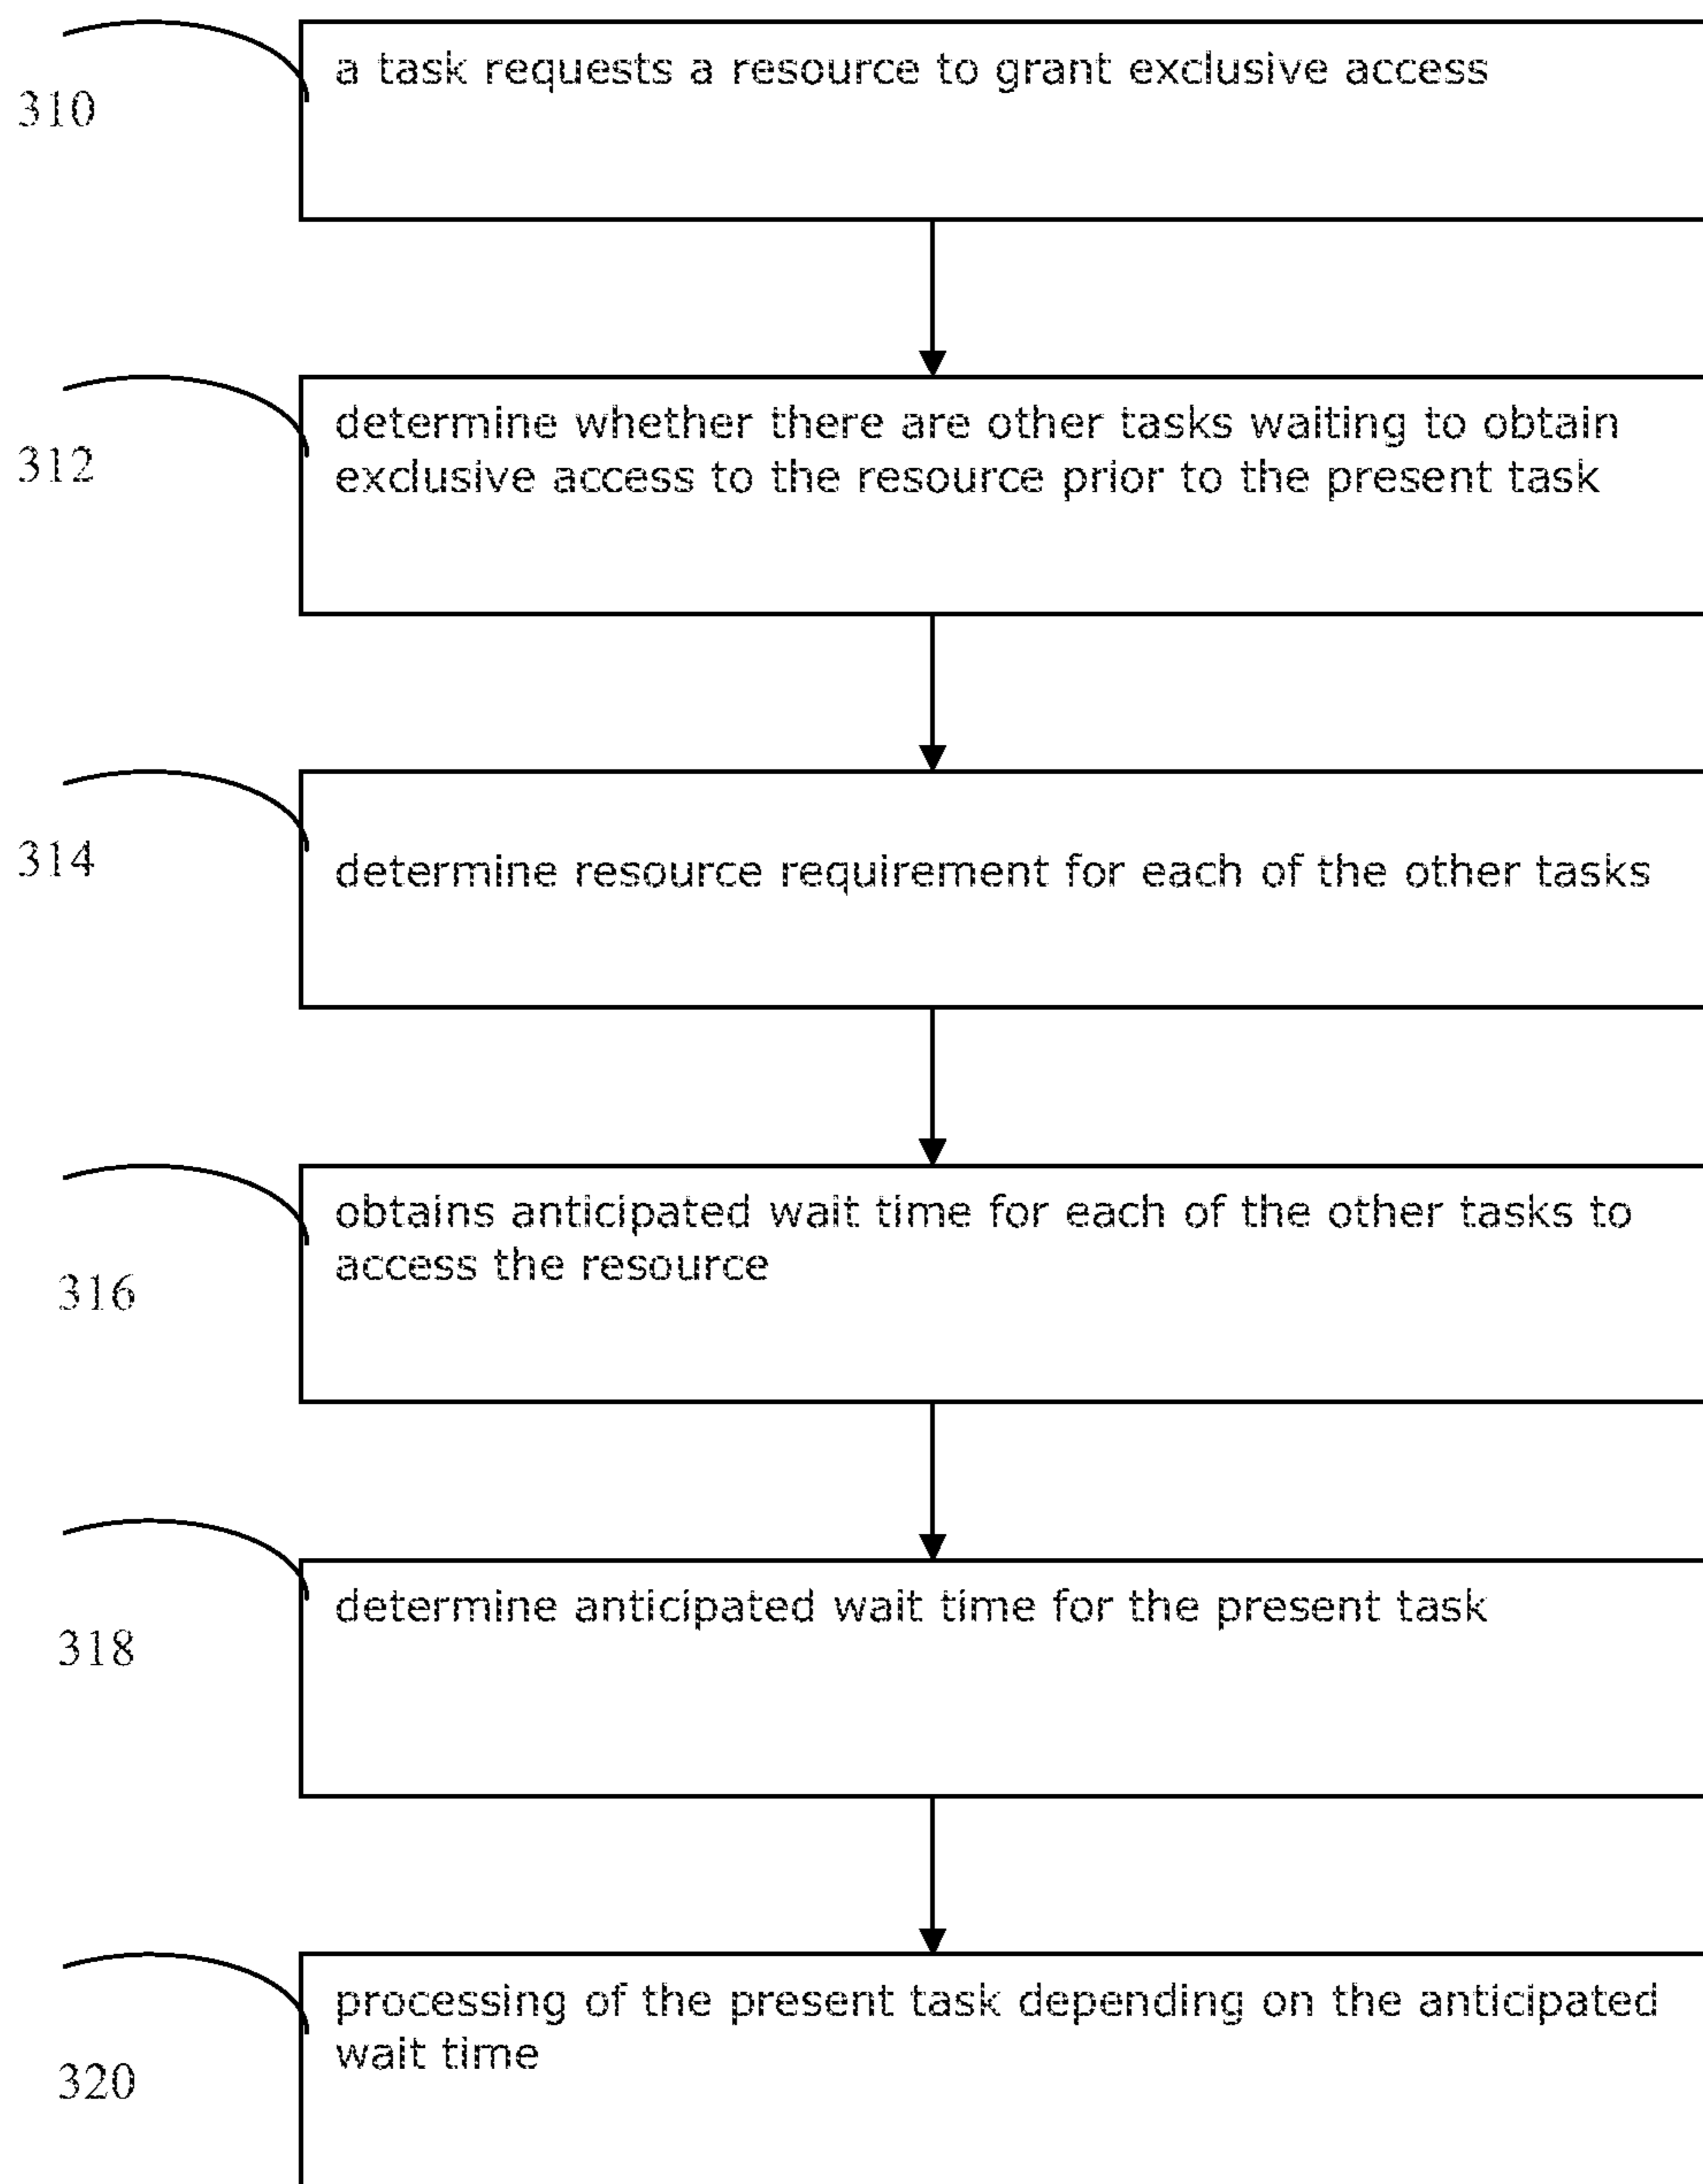 a task requests a resource to grant exclusive access
310
determine whether there are other tasks waiting to obtain
exclusive access to the resource prior to the present task
312
determine resource requirement for each of the other tasks
314
obtains anticipated wait time for each of the other tasks to
access the resource
316
determine anticipated wait time for the present task
318
processing of the present task depending on the anticipated
wait time
320